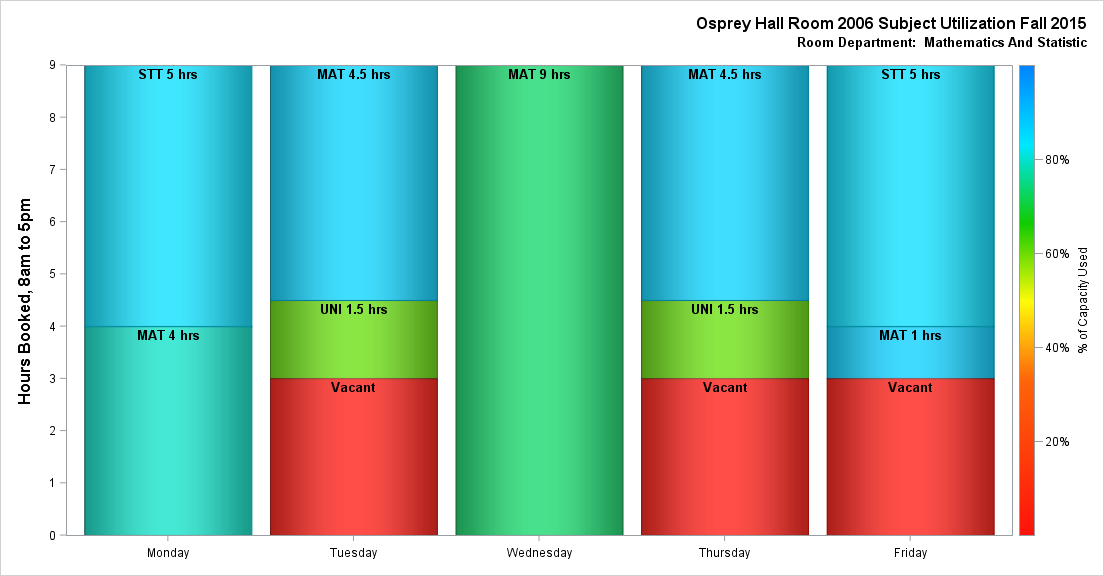 Osprey Hall Room 2006 Subject Utilization Fall 2015
Room Department: Mathematics And Statistic
Hours Booked, 8am to 5pm
9
8
7
6
5
4
3
2
1
0
STT 5 hrs
MAT 4 hrs
MAT 4.5 hrs
UNI 1.5 hrs
Vacant
MAT 9 hrs
MAT 4.5 hrs
UNI 1.5 hrs
Vacant
STT 5 hrs
MAT 1 hrs
Vacant
Monday
Tuesday
Wednesday
Thursday
Friday
80%
60%
40%
20%
% of Capacity Used